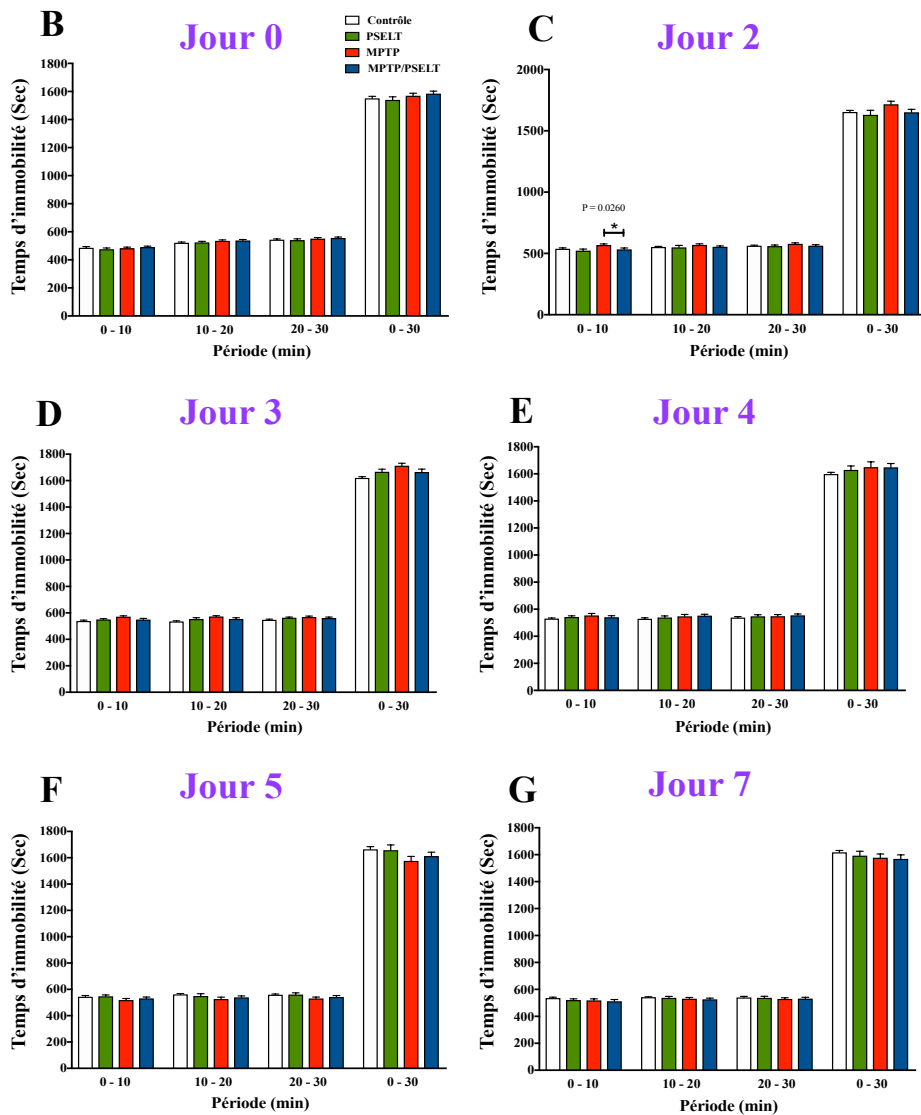 B
Jour 0
Contrôle
PSELT
MPTP
MPTP/PSELT
Temps d'immobilité (Sec)
1800
1600
1400
1200
1000
800
600
400
200
0
0 - 10
10 - 20
20 - 30
0 - 30
Période (min)
C
Jour 2
Temps d'immobilité (Sec)
2000
1500
1000
500
0
P = 0.0260
*
0 - 10
10 - 20
20 - 30
0 - 30
Période (min)
D
Jour 3
Temps d'immobilité (Sec)
1800
1600
1400
1200
1000
800
600
400
200
0
0 - 10
10 - 20
20 - 30
0 - 30
Période (min)
E
Jour 4
Temps d'immobilité (Sec)
1800
1600
1400
1200
1000
800
600
400
200
0
0 - 10
10 - 20
20 - 30
0 - 30
Période (min)
F
Jour 5
Temps d'immobilité (Sec)
1800
1600
1400
1200
1000
800
600
400
200
0
0 - 10
10 - 20
20 - 30
0 - 30
Période (min)
G
Jour 7
Temps d'immobilité (Sec)
1800
1600
1400
1200
1000
800
600
400
200
0
0 - 10
10 - 20
20 - 30
0 - 30
Période (min)